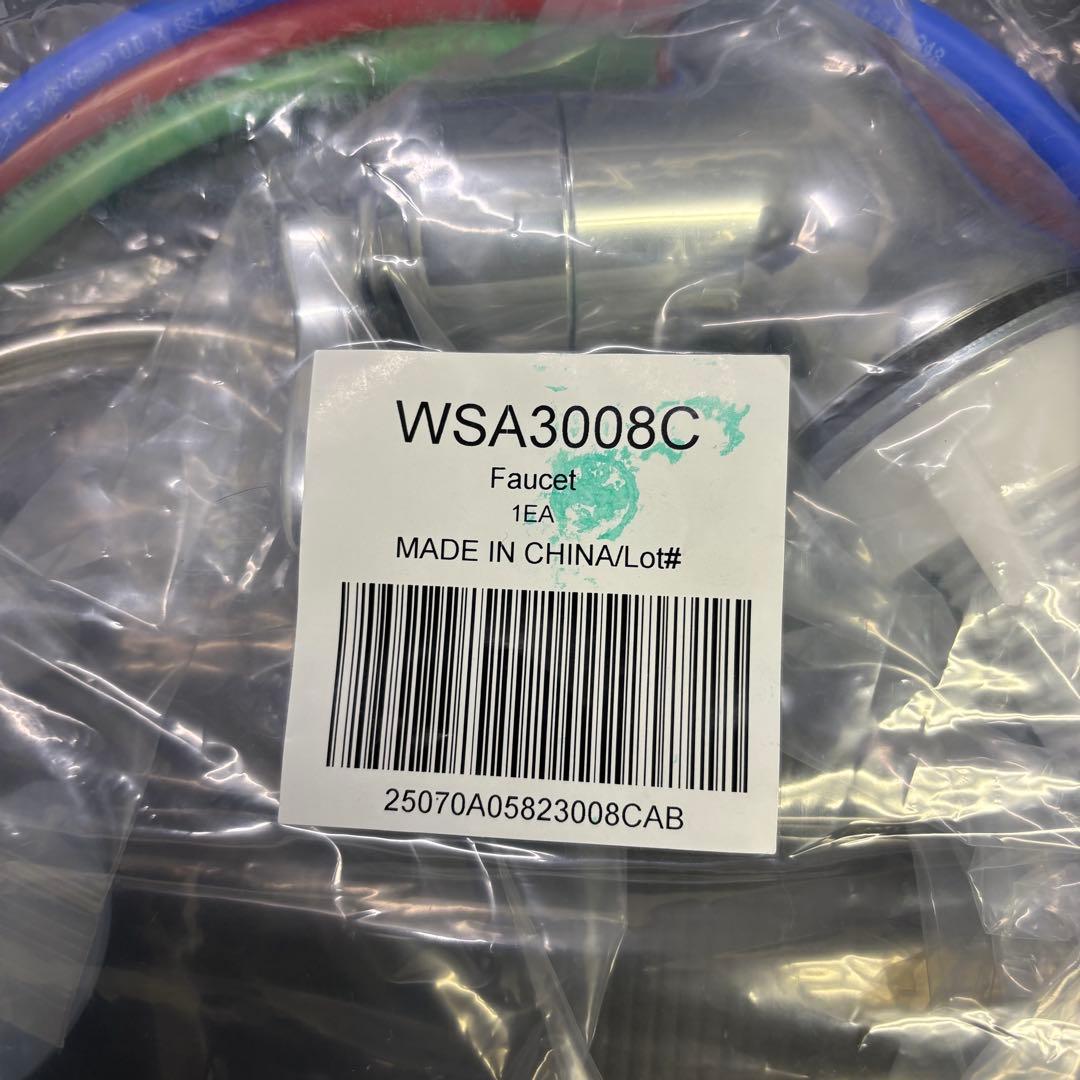 WSA3008C
Faucet
1EA
MADE IN CHINA/Lot#
25070A05823008CAB